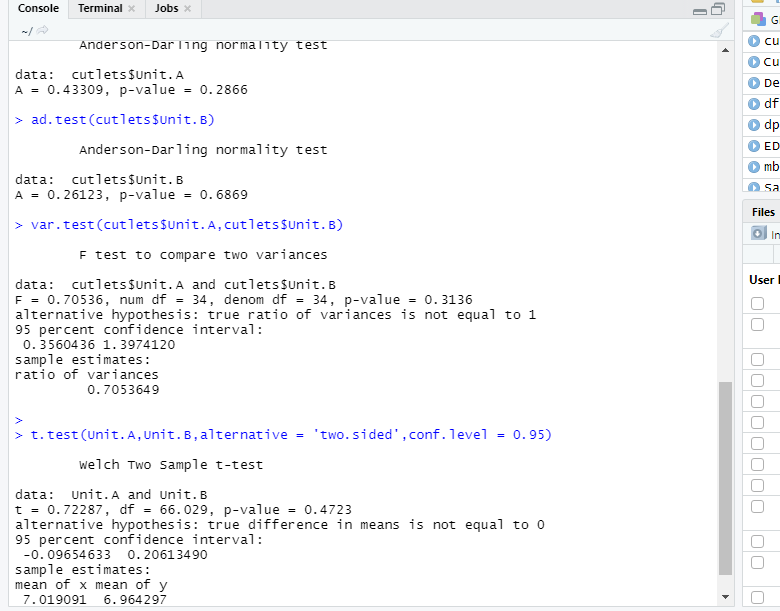 Console Terminal Jobs
~/
Anderson-Darling normality test
data:  cutlets$Unit.A
A = 0.43309, p-value = 0.2866
> ad.test(cutlets$Unit.B)
Anderson-Darling normality test
data:  cutlets$Unit.B
A = 0.26123, p-value = 0.6869
> var.test(cutlets$Unit.A,cutlets$Unit.B)
F test to compare two variances
data:  cutlets$Unit.A and cutlets$Unit.B
F = 0.70536, num df = 34, denom df = 34, p-value = 0.3136
alternative hypothesis: true ratio of variances is not equal to 1
95 percent confidence interval:
0.3560436 1.3974120
sample estimates:
ratio of variances
0.7053649
>
> t.test(Unit.A,Unit.B,alternative = 'two.sided',conf.level = 0.95)
Welch Two Sample t-test
data:  Unit.A and Unit.B
t = 0.72287, df = 66.029, p-value = 0.4723
alternative hypothesis: true difference in means is not equal to 0
95 percent confidence interval:
-0.09654633  0.20613490
sample estimates:
mean of x mean of y
7.019091  6.964297
G
cu
Cu
De
df
dp
ED
mb
Sa
Files
In
User